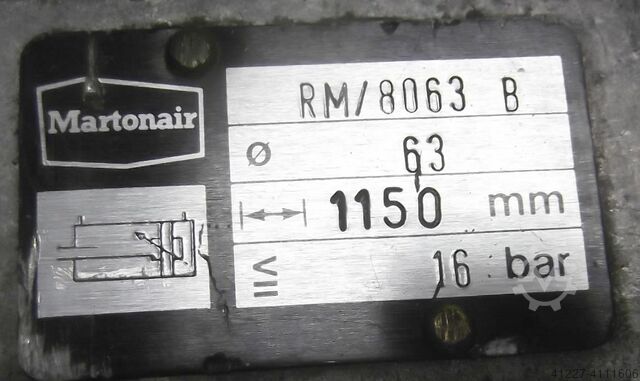 Martonair
RM/8063 B
ø 63
1150 mm
≤ 16 bar
41227-4111606